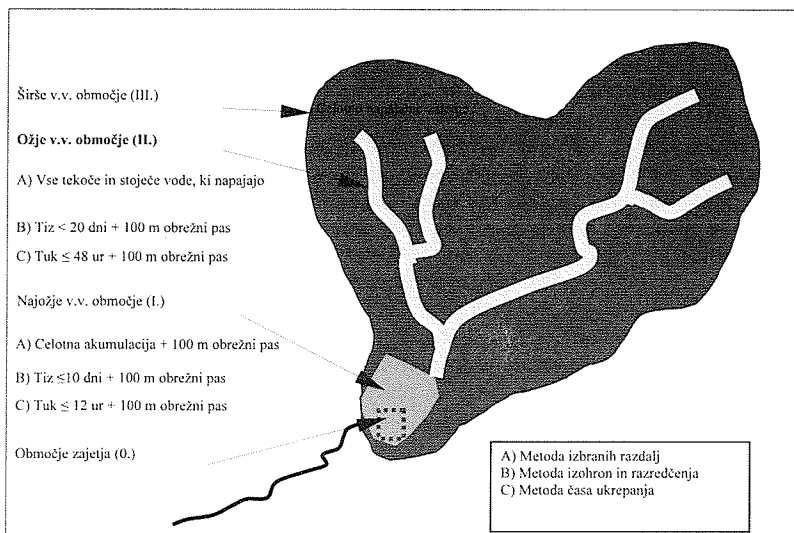 Širše v.v. območje (III.)
Ožje v.v. območje (II.)
A) Vse tekoče in stoječe vode, ki napajajo
B) Tiz < 20 dni + 100 m obrežni pas
C) Tuk ≤ 48 ur + 100 m obrežni pas
Najožje v.v. območje (I.)
A) Celotna akumulacija + 100 m obrežni pas
B) Tiz ≤10 dni + 100 m obrežni pas
C) Tuk ≤ 12 ur + 100 m obrežni pas
Območje zajetja (0.)
A) Metoda izbranih razdalj
B) Metoda izohron in razredčenja
C) Metoda časa ukrepanja